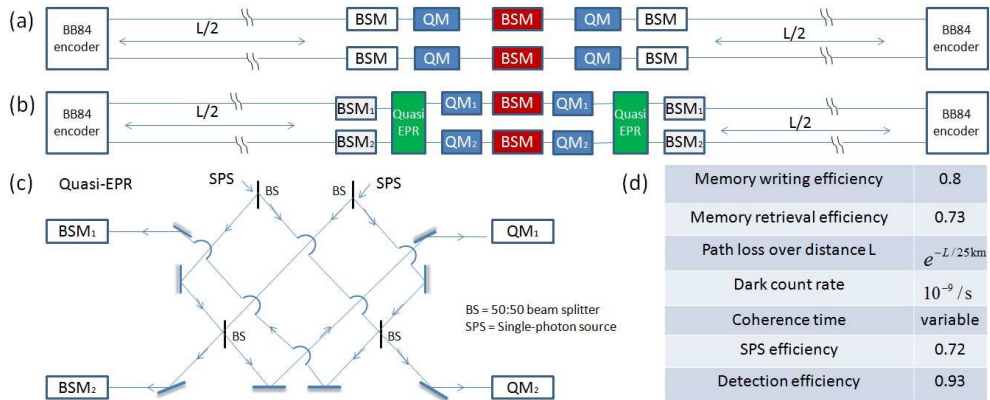 (a)
BB84 encoder
L/2
BSM QM BSM QM BSM
BSM QM BSM QM BSM
L/2
BB84 encoder
(b)
BB84 encoder
L/2
BSM₁ Quasi EPR QM₁ BSM QM₁ Quasi EPR BSM₁
BSM₂ QM₂ BSM QM₂ BSM₂
L/2
BB84 encoder
(c)
Quasi-EPR
SPS BS BS SPS
BSM₁ QM₁
BS BS
BS = 50:50 beam splitter
SPS = Single-photon source
BSM₂ QM₂
(d)
Memory writing efficiency 0.8
Memory retrieval efficiency 0.73
Path loss over distance L e^{-L/25km}
Dark count rate 10^{-9}/s
Coherence time variable
SPS efficiency 0.72
Detection efficiency 0.93